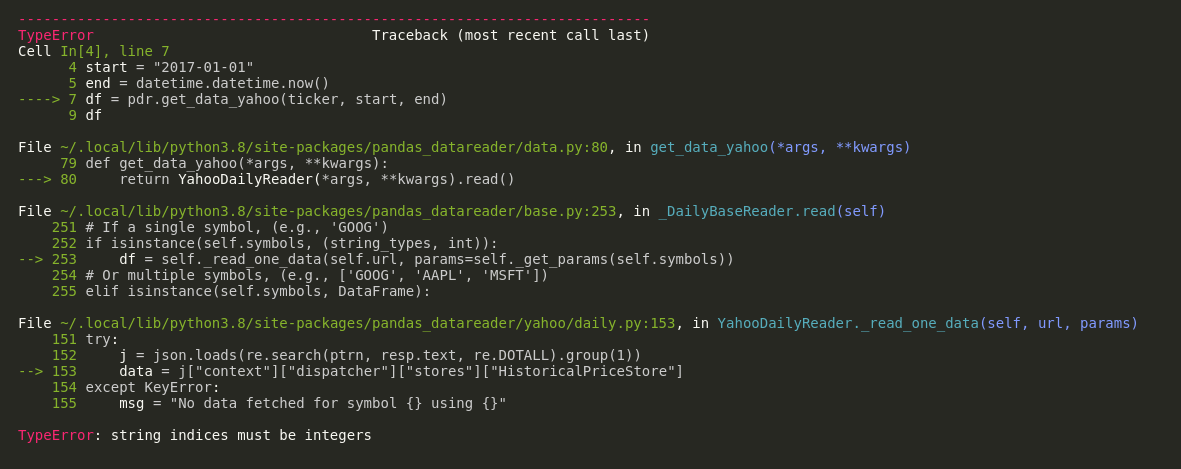 ---------------------------------------------------------------------------
TypeError                                 Traceback (most recent call last)
Cell In[4], line 7
      4 start = "2017-01-01"
      5 end = datetime.datetime.now()
----> 7 df = pdr.get_data_yahoo(ticker, start, end)
      9 df
File ~/.local/lib/python3.8/site-packages/pandas_datareader/data.py:80, in get_data_yahoo(*args, **kwargs)
     79 def get_data_yahoo(*args, **kwargs):
---> 80     return YahooDailyReader(*args, **kwargs).read()
File ~/.local/lib/python3.8/site-packages/pandas_datareader/base.py:253, in _DailyBaseReader.read(self)
    251 # If a single symbol, (e.g., 'GOOG')
    252 if isinstance(self.symbols, (string_types, int)):
--> 253     df = self._read_one_data(self.url, params=self._get_params(self.symbols))
    254 # Or multiple symbols, (e.g., ['GOOG', 'AAPL', 'MSFT'])
    255 elif isinstance(self.symbols, DataFrame):
File ~/.local/lib/python3.8/site-packages/pandas_datareader/yahoo/daily.py:153, in YahooDailyReader._read_one_data(self, url, params)
    151 try:
    152     j = json.loads(re.search(ptrn, resp.text, re.DOTALL).group(1))
--> 153     data = j["context"]["dispatcher"]["stores"]["HistoricalPriceStore"]
    154 except KeyError:
    155     msg = "No data fetched for symbol {} using {}"
TypeError: string indices must be integers